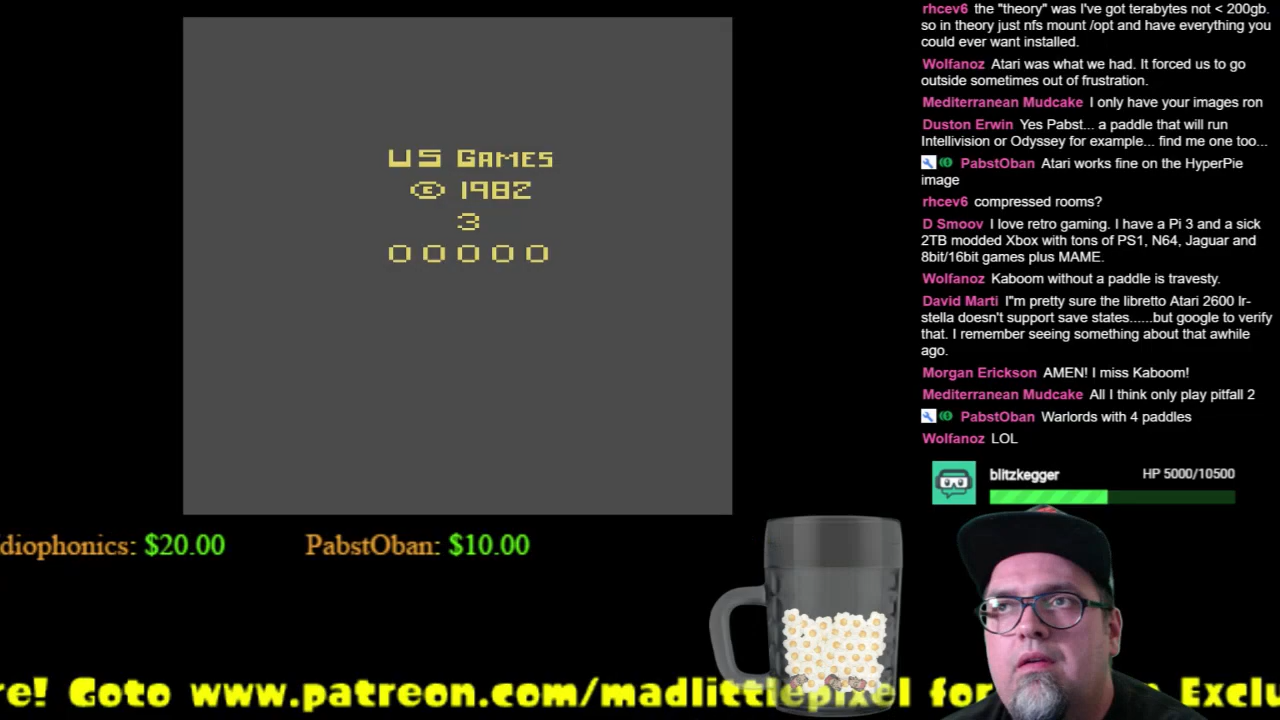 US GAMES
© 1982
3
00000
rhcev6 the "theory" was I've got terabytes not < 200gb.
so in theory just nfs mount /opt and have everything you
could ever want installed.
Wolfanoz Atari was what we had. It forced us to go
outside sometimes out of frustration.
Mediterranean Mudcake I only have your images ron
Duston Erwin Yes Pabst... a paddle that will run
Intellivision or Odyssey for example... find me one too...
PabstOban Atari works fine on the HyperPie
image
rhcev6 compressed rooms?
D Smoov I love retro gaming. I have a Pi 3 and a sick
2TB modded Xbox with tons of PS1, N64, Jaguar and
8bit/16bit games plus MAME.
Wolfanoz Kaboom without a paddle is travesty.
David Marti I"m pretty sure the libretto Atari 2600 lr-
stella doesn't support save states......but google to verify
that. I remember seeing something about that awhile
ago.
Morgan Erickson AMEN! I miss Kaboom!
Mediterranean Mudcake All I think only play pitfall 2
PabstOban Warlords with 4 paddles
Wolfanoz LOL
blitzkegger HP 5000/10500
diophonics: $20.00 PabstOban: $10.00
re! Goto www.patreon.com/madlittlepixel for Exclu